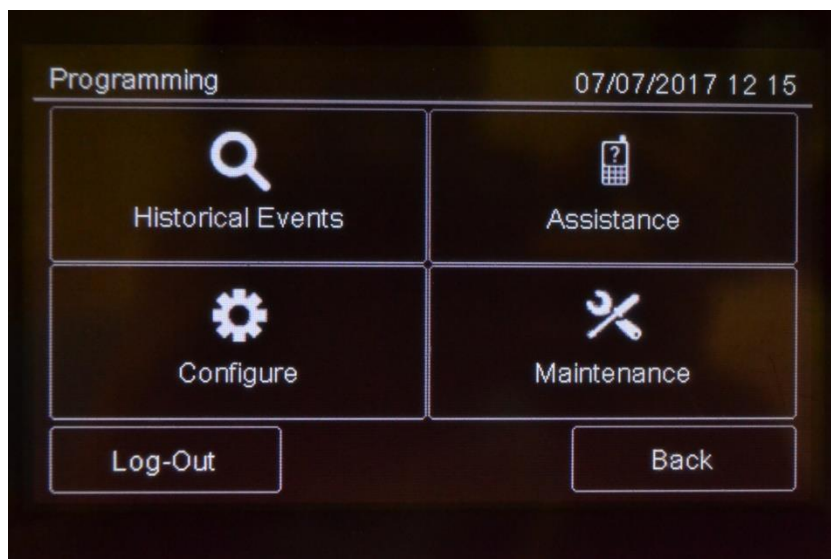 Programming 07/07/2017 12 15
?
Historical Events
Assistance
Configure
Maintenance
Log-Out
Back